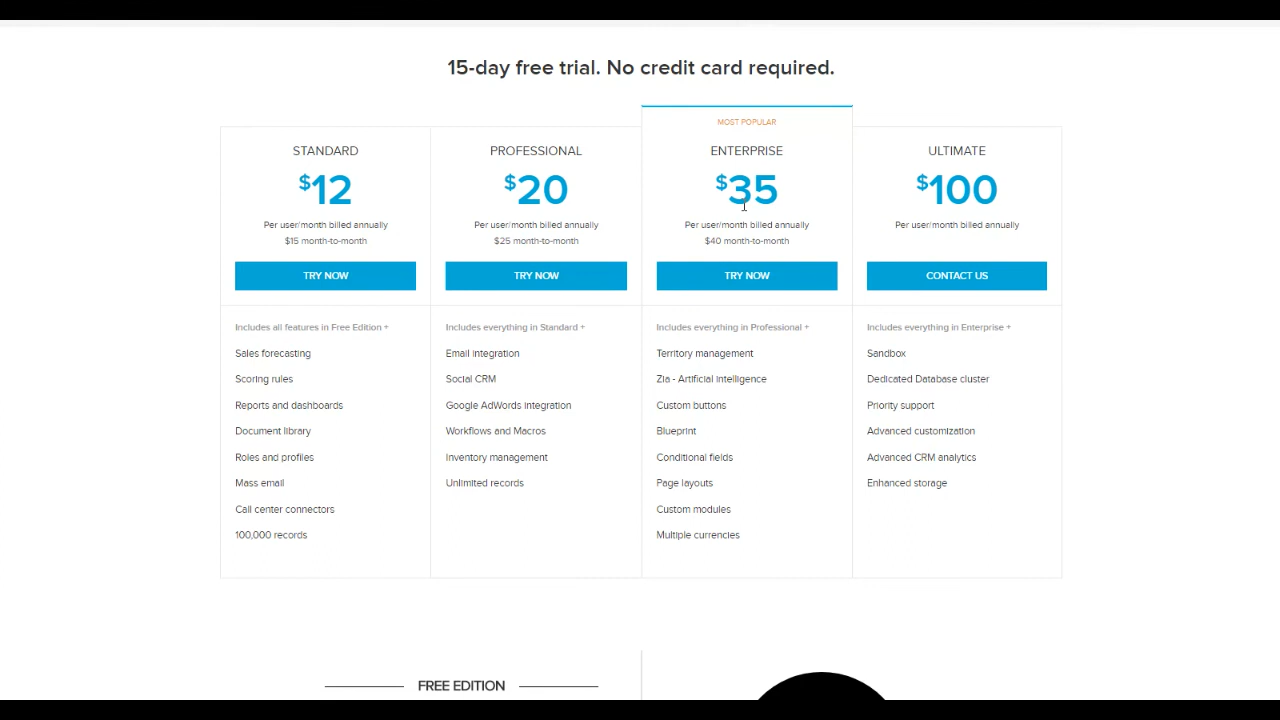 15-day free trial. No credit card required.
STANDARD
$12
Per user/month billed annually
$15 month-to-month
TRY NOW
Includes all features in Free Edition +
Sales forecasting
Scoring rules
Reports and dashboards
Document library
Roles and profiles
Mass email
Call center connectors
100,000 records
PROFESSIONAL
$20
Per user/month billed annually
$25 month-to-month
TRY NOW
Includes everything in Standard +
Email integration
Social CRM
Google AdWords integration
Workflows and Macros
Inventory management
Unlimited records
MOST POPULAR
ENTERPRISE
$35
Per user/month billed annually
$40 month-to-month
TRY NOW
Includes everything in Professional +
Territory management
Zia - Artificial intelligence
Custom buttons
Blueprint
Conditional fields
Page layouts
Custom modules
Multiple currencies
ULTIMATE
$100
Per user/month billed annually
CONTACT US
Includes everything in Enterprise +
Sandbox
Dedicated Database cluster
Priority support
Advanced customization
Advanced CRM analytics
Enhanced storage
FREE EDITION